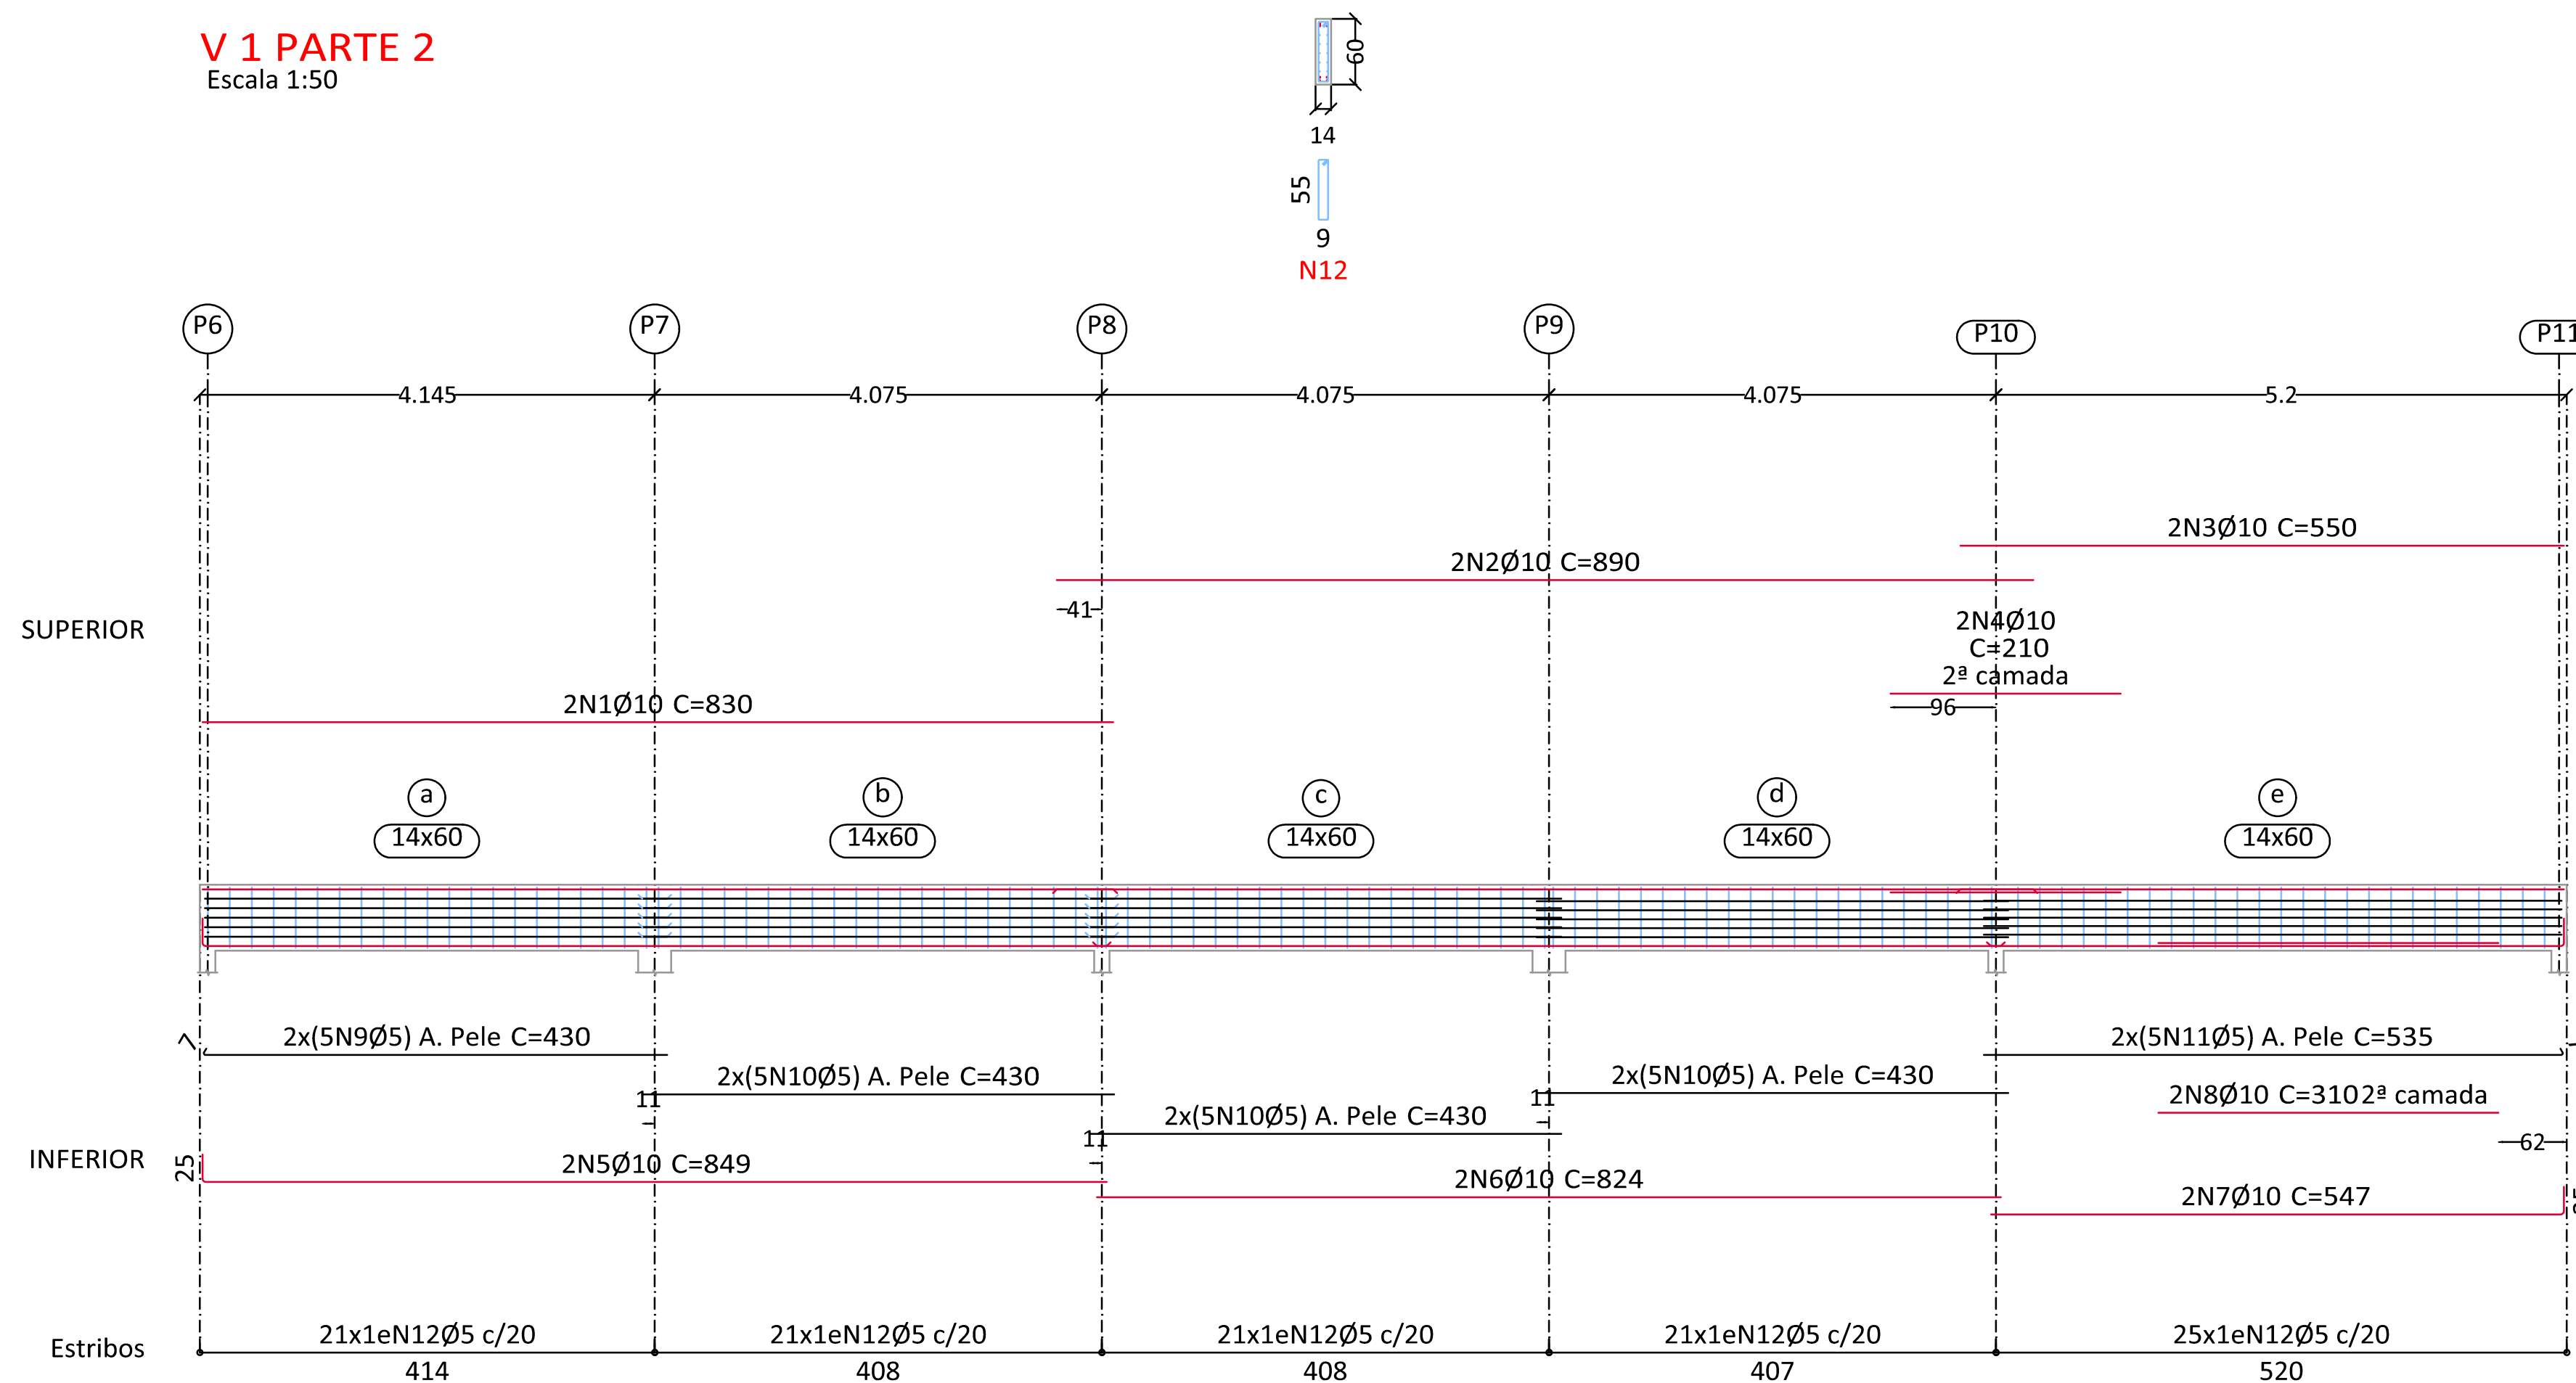 V 1 PARTE 2
Escala 1:50
60
14
55
9
N12
P6
P7
P8
P9
P10
P11
4.145
4.075
4.075
4.075
5.2
2N3Ø10 C=550
2N2Ø10 C=890
41
SUPERIOR
2N4Ø10
C=210
2ª camada
96
2N1Ø10 C=830
a
b
c
d
e
14x60
14x60
14x60
14x60
14x60
7
2x(5N9Ø5) A. Pele C=430
2x(5N11Ø5) A. Pele C=535
11
2x(5N10Ø5) A. Pele C=430
11
2x(5N10Ø5) A. Pele C=430
2N8Ø10 C=310 2ª camada
11
2x(5N10Ø5) A. Pele C=430
62
INFERIOR
25
2N5Ø10 C=849
2N6Ø10 C=824
2N7Ø10 C=547
Estribos
21x1eN12Ø5 c/20
21x1eN12Ø5 c/20
21x1eN12Ø5 c/20
21x1eN12Ø5 c/20
25x1eN12Ø5 c/20
414
408
408
407
520